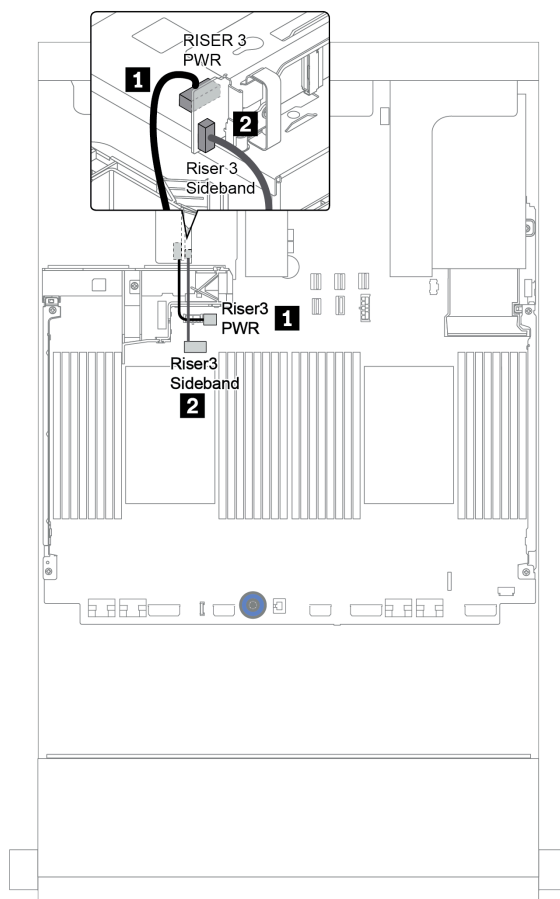 RISER 3
PWR
1
2
Riser 3
Sideband
Riser3
PWR
1
Riser3
Sideband
2